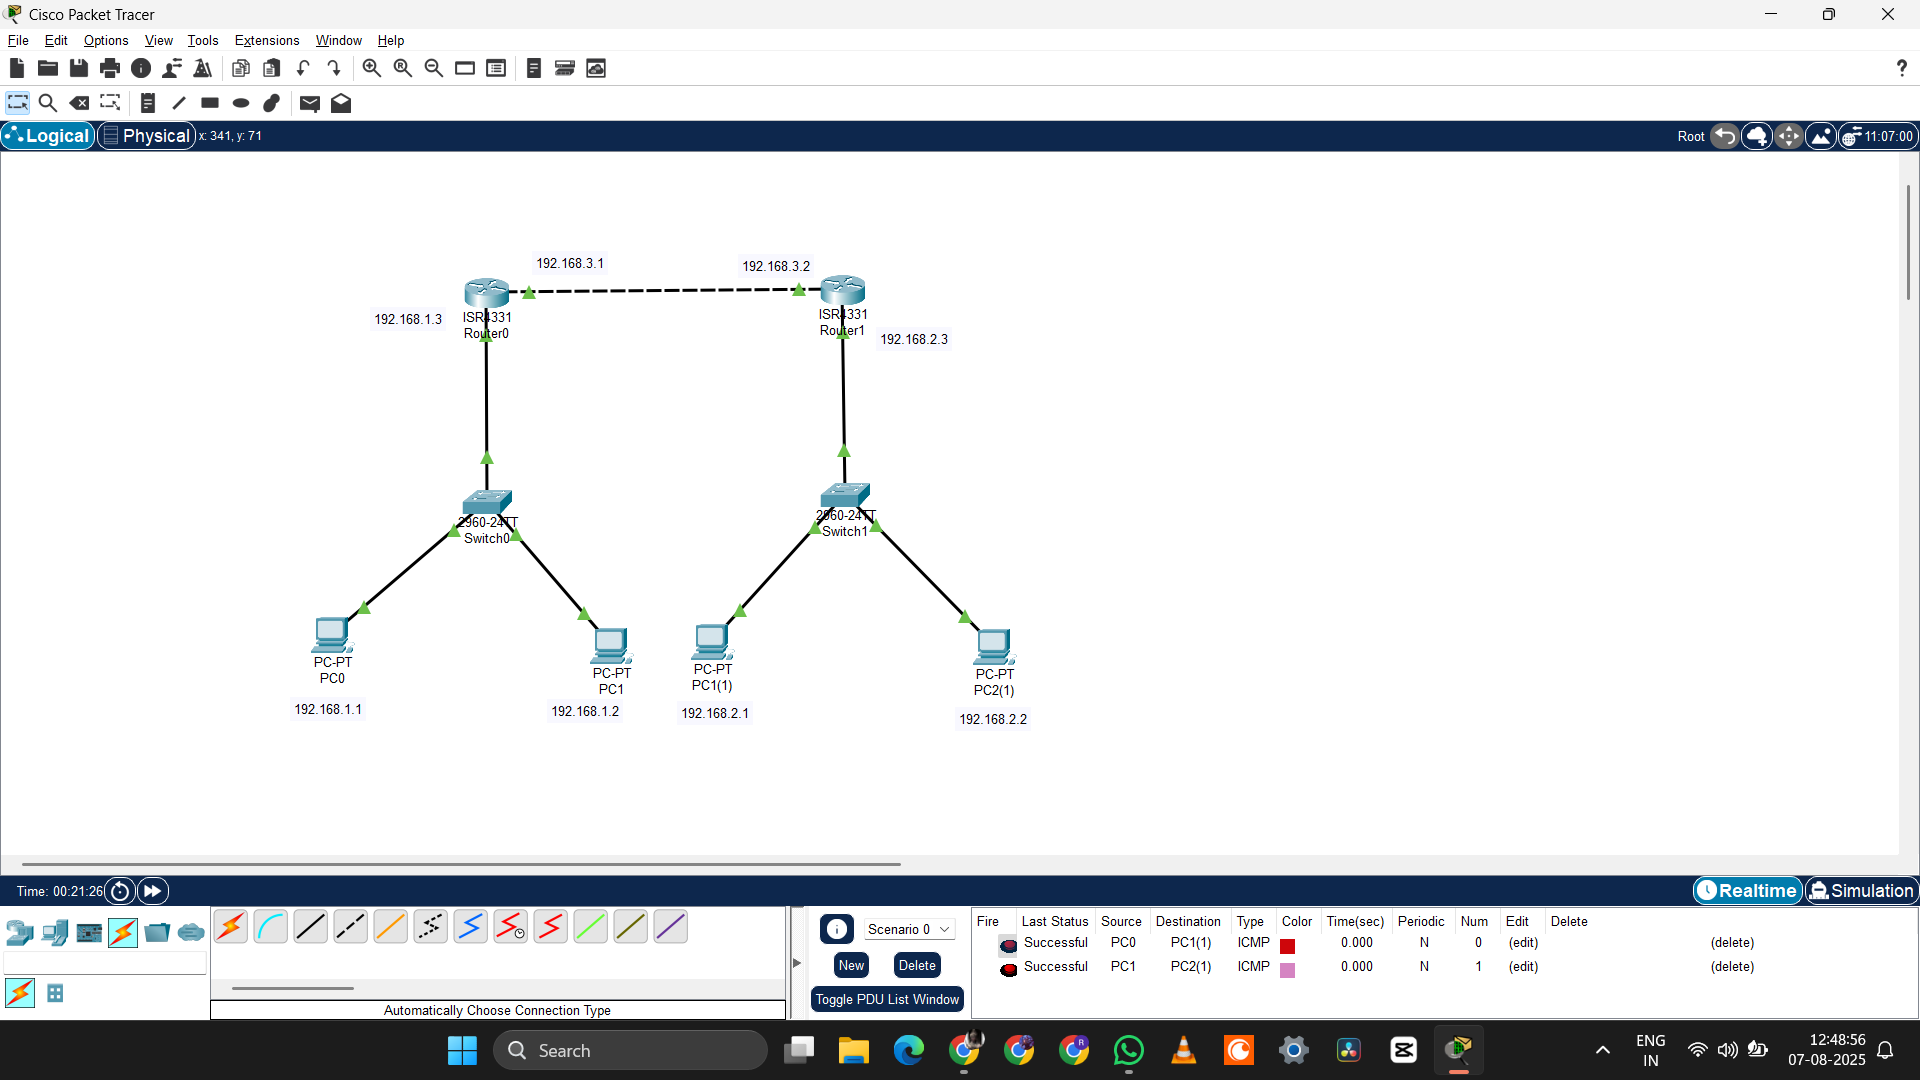 Cisco Packet Tracer
File Edit Options View Tools Extensions Window Help
?
Logical Physical x: 341, y: 71 Root 11:07:00
192.168.3.1
192.168.3.2
192.168.1.3
ISR4331
Router0
ISR4331
Router1
192.168.2.3
2960-24TT
Switch0
2960-24TT
Switch1
PC-PT
PC0
PC-PT
PC1
PC-PT
PC1(1)
PC-PT
PC2(1)
192.168.1.1
192.168.1.2
192.168.2.1
192.168.2.2
Time: 00:21:26 Realtime Simulation
Scenario 0
New Delete
Toggle PDU List Window
Fire Last Status Source Destination Type Color Time(sec) Periodic Num Edit Delete
Successful PC0 PC1(1) ICMP 0.000 N 0 (edit) (delete)
Successful PC1 PC2(1) ICMP 0.000 N 1 (edit) (delete)
Automatically Choose Connection Type
Search
ENG
IN
12:48:56
07-08-2025